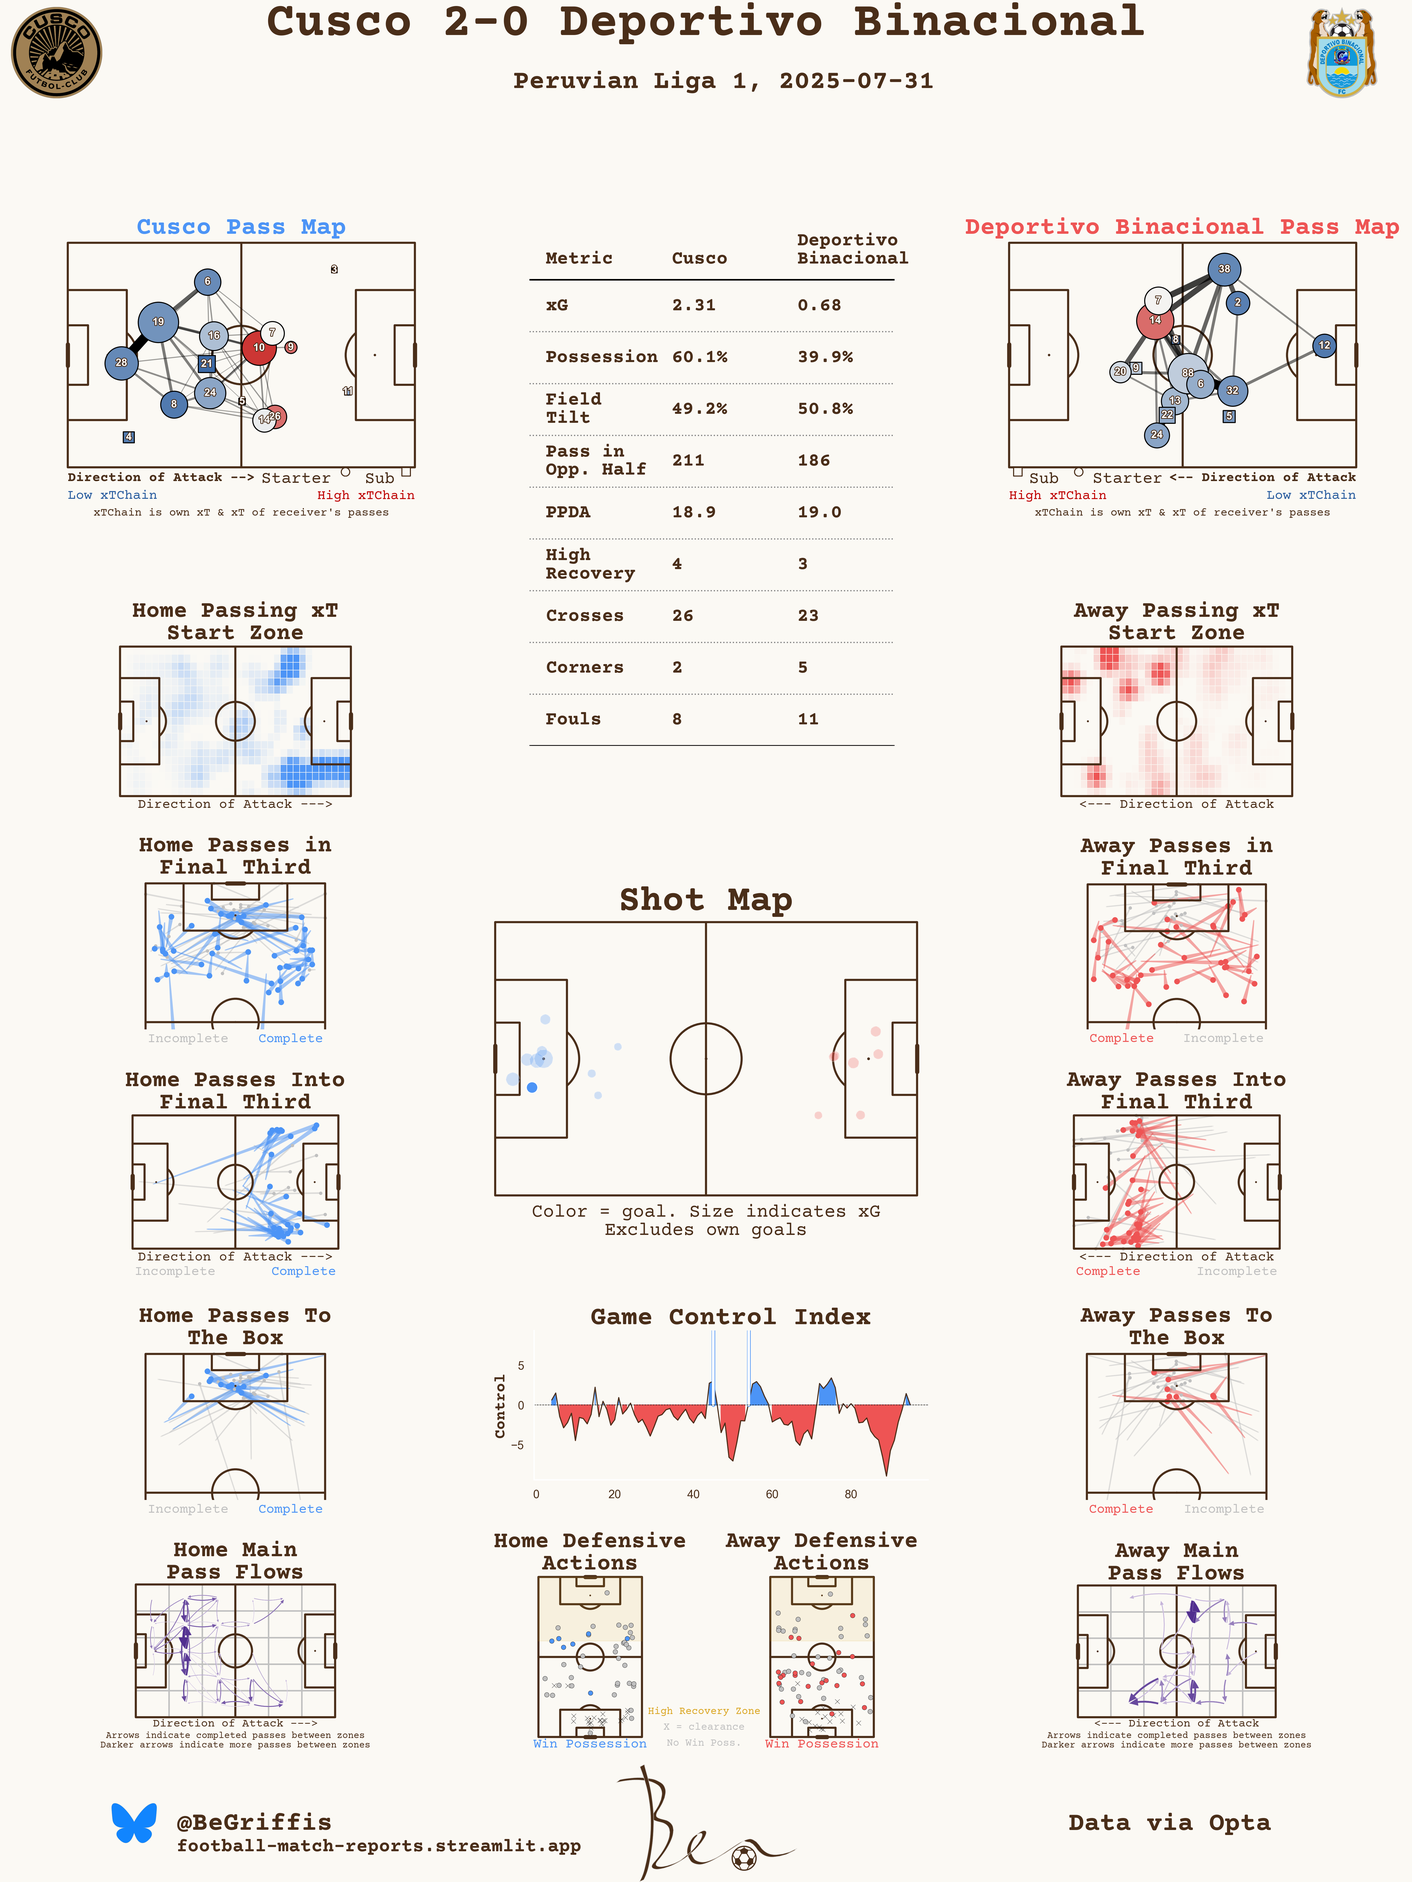 Cusco 2-0 Deportivo Binacional
Peruvian Liga 1, 2025-07-31
CUSCO
FUTBOL-CLUB
DEPORTIVO BINACIONAL
FC
Cusco Pass Map
6
3
19
16
7
10
9
28
21
24
11
8
5
14
26
4
Direction of Attack --> Starter Sub
Low xTChain High xTChain
xTChain is own xT & xT of receiver's passes
Metric Cusco Deportivo Binacional
xG 2.31 0.68
Possession 60.1% 39.9%
Field Tilt 49.2% 50.8%
Pass in Opp. Half 211 186
PPDA 18.9 19.0
High Recovery 4 3
Crosses 26 23
Corners 2 5
Fouls 8 11
Deportivo Binacional Pass Map
38
7
2
14
8
12
20
9
88
6
32
13
22
5
24
Sub Starter <-- Direction of Attack
High xTChain Low xTChain
xTChain is own xT & xT of receiver's passes
Home Passing xT
Start Zone
Direction of Attack --->
Away Passing xT
Start Zone
<--- Direction of Attack
Home Passes in
Final Third
Incomplete Complete
Away Passes in
Final Third
Complete Incomplete
Shot Map
Color = goal. Size indicates xG
Excludes own goals
Home Passes Into
Final Third
Direction of Attack --->
Incomplete Complete
Away Passes Into
Final Third
<--- Direction of Attack
Complete Incomplete
Home Passes To
The Box
Incomplete Complete
Game Control Index
Control
5
0
−5
0 20 40 60 80
Away Passes To
The Box
Complete Incomplete
Home Main
Pass Flows
Direction of Attack --->
Arrows indicate completed passes between zones
Darker arrows indicate more passes between zones
Home Defensive
Actions
Win Possession
Away Defensive
Actions
Win Possession
High Recovery Zone
X = clearance
No Win Poss.
Away Main
Pass Flows
<--- Direction of Attack
Arrows indicate completed passes between zones
Darker arrows indicate more passes between zones
@BeGriffis
football-match-reports.streamlit.app
Ben
Data via Opta